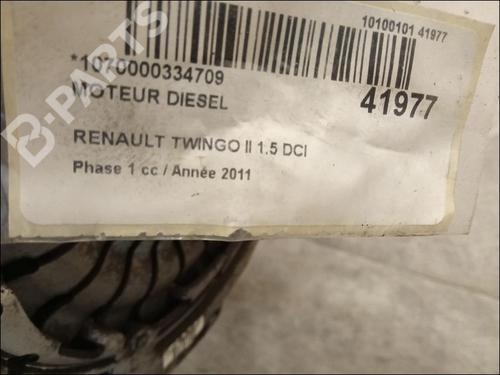 10100101 41977
*1070000334709
MOTEUR DIESEL
41977
RENAULT TWINGO II 1.5 DCI
Phase 1 cc / Année 2011
B-PARTS